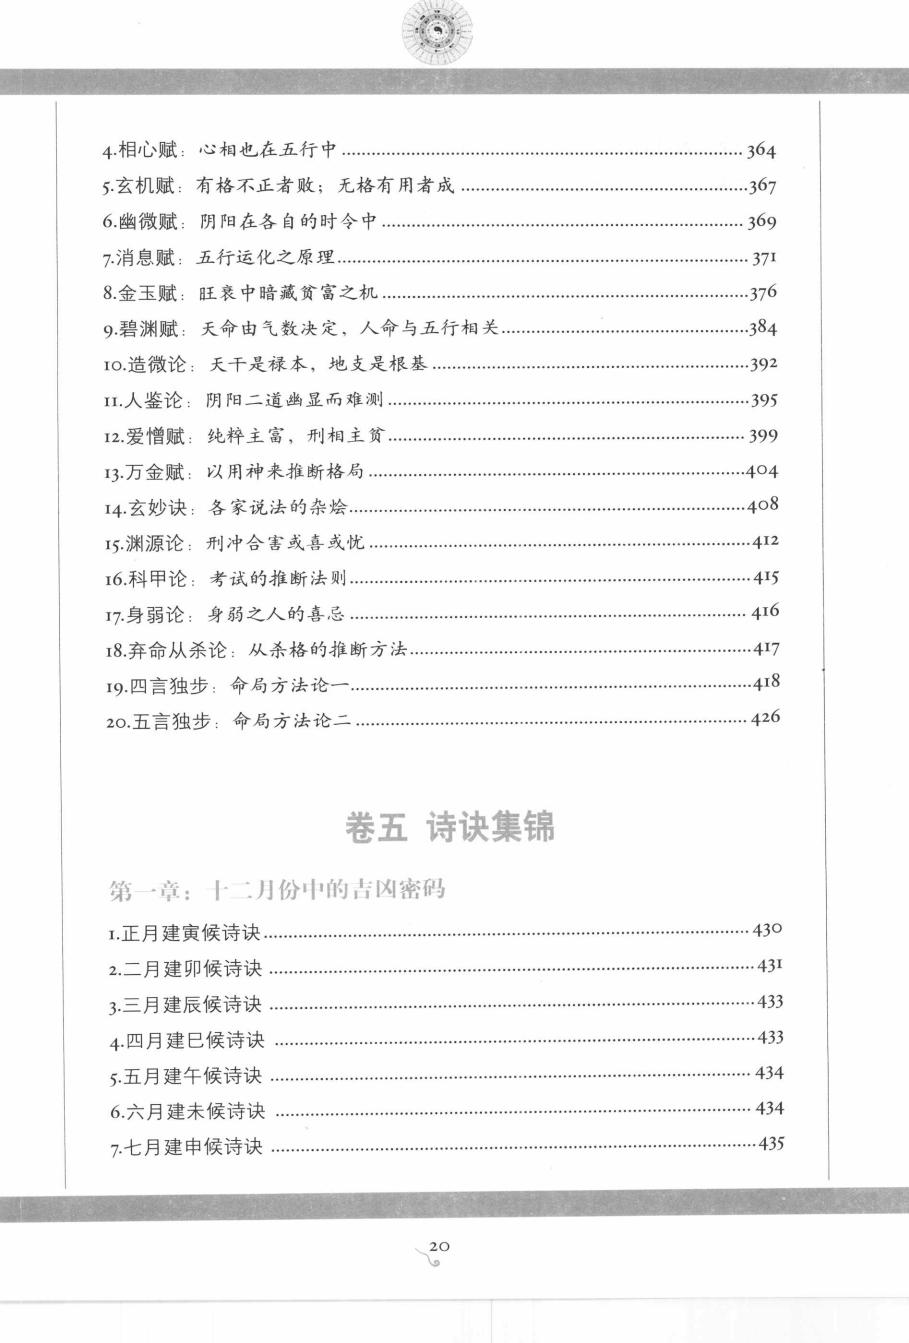 4.相心赋：心相也在五行中 364
5.玄机赋：有格不正者败；无格有用者成 367
6.幽微赋：阴阳在各自的时令中 369
7.消息赋：五行运化之原理 371
8.金玉赋：旺衰中暗藏贫富之机 376
9.碧渊赋：天命由气数决定，人命与五行相关 384
10.造微论：天干是禄本，地支是根基 392
11.人鉴论：阴阳二道幽显而难测 395
12.爱憎赋：纯粹主富，刑相主贫 399
13.万金赋：以用神来推断格局 404
14.玄妙诀：各家说法的杂烩 408
15.渊源论：刑冲合害或喜或忧 412
16.科甲论：考试的推断法则 415
17.身弱论：身弱之人的喜忌 416
18.弃命从杀论：从杀格的推断方法 417
19.四言独步：命局方法论一 418
20.五言独步：命局方法论二 426
卷五 诗诀集锦
第一章：十二月份中的吉凶密码
1.正月建寅候诗诀 430
2.二月建卯候诗诀 431
3.三月建辰候诗诀 433
4.四月建巳候诗诀 433
5.五月建午候诗诀 434
6.六月建未候诗诀 434
7.七月建申候诗诀 435
20